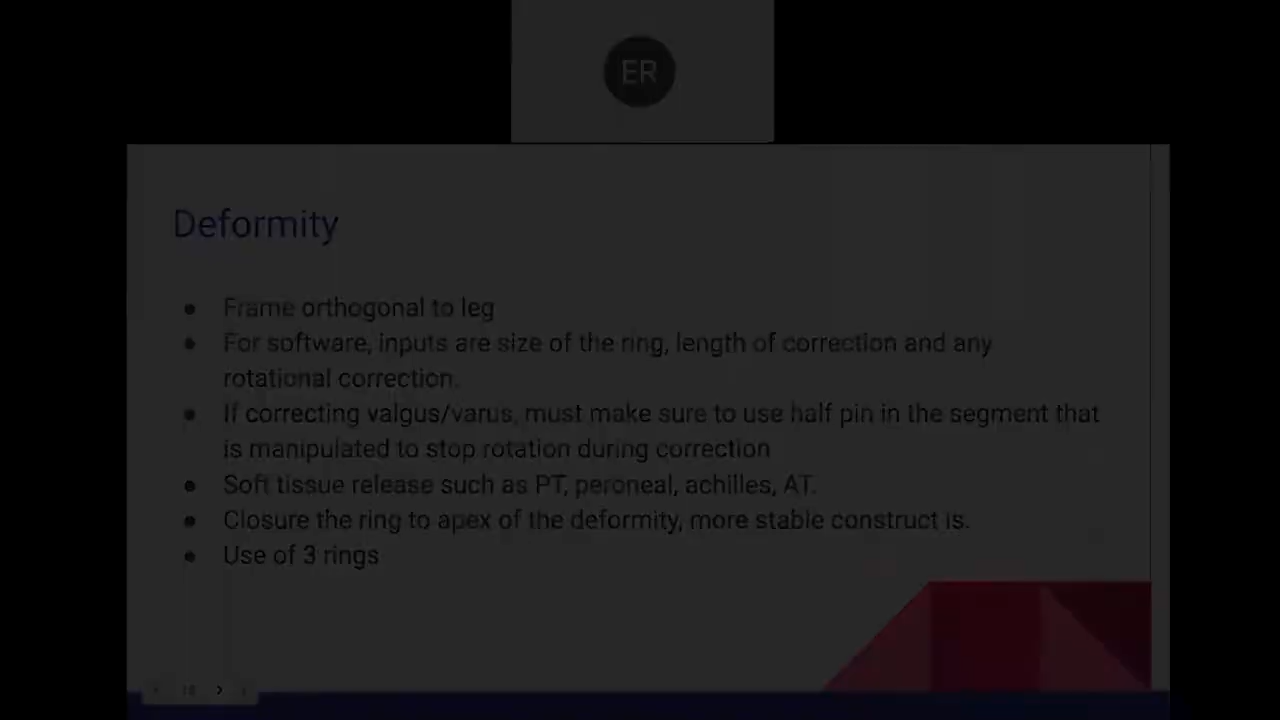 ER
Deformity
● Frame orthogonal to leg
● For software, inputs are size of the ring, length of correction and any
rotational correction.
● If correcting valgus/varus, must make sure to use half pin in the segment that
is manipulated to stop rotation during correction
● Soft tissue release such as PT, peroneal, achilles, AT.
● Closure the ring to apex of the deformity, more stable construct is.
● Use of 3 rings